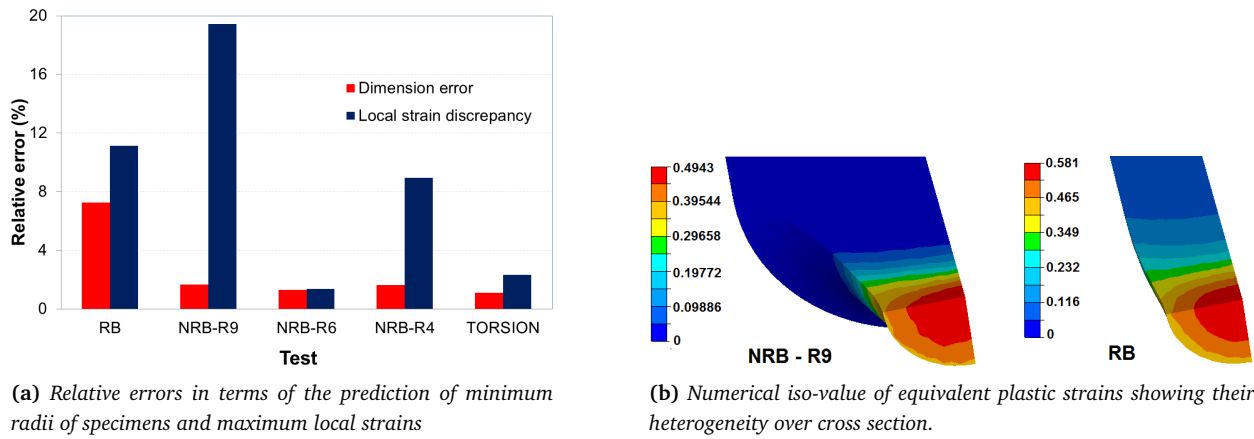 20
16
12
8
4
0
Relative error (%)
Dimension error
Local strain discrepancy
RB NRB-R9 NRB-R6 NRB-R4 TORSION
Test
(a) Relative errors in terms of the prediction of minimum
radii of specimens and maximum local strains
0.4943
0.39544
0.29658
0.19772
0.09886
0
NRB - R9
0.581
0.465
0.349
0.232
0.116
0
RB
(b) Numerical iso-value of equivalent plastic strains showing their
heterogeneity over cross section.